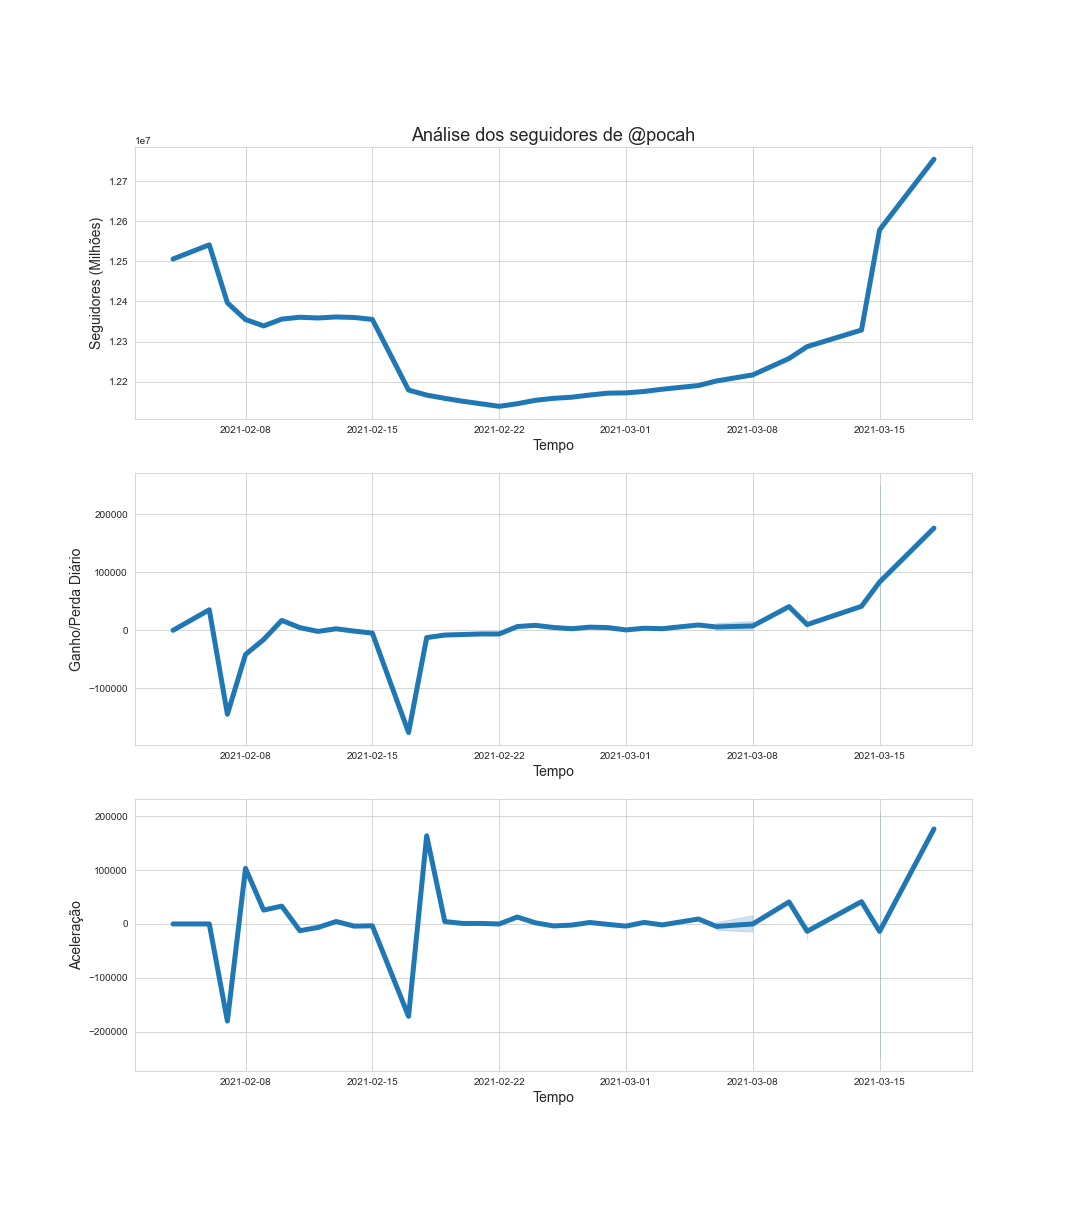 Análise dos seguidores de @pocah
1e7
1.27
1.26
1.25
1.24
1.23
1.22
Seguidores (Milhões)
2021-02-08 2021-02-15 2021-02-22 2021-03-01 2021-03-08 2021-03-15
Tempo
200000
100000
0
−100000
Ganho/Perda Diário
2021-02-08 2021-02-15 2021-02-22 2021-03-01 2021-03-08 2021-03-15
Tempo
200000
100000
0
−100000
−200000
Aceleração
2021-02-08 2021-02-15 2021-02-22 2021-03-01 2021-03-08 2021-03-15
Tempo